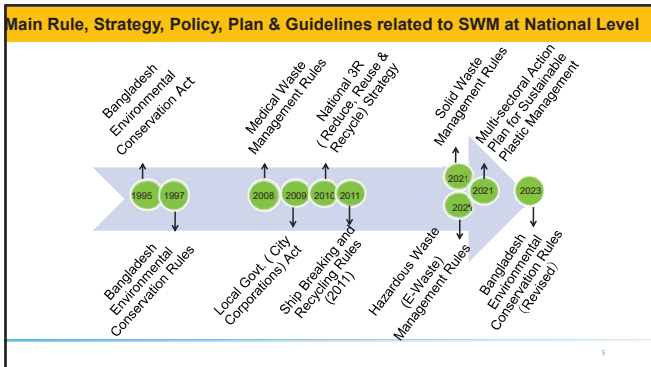 Main Rule, Strategy, Policy, Plan & Guidelines related to SWM at National Level
Bangladesh
Environmental
Conservation Act
Medical Waste
Management Rules
National 3R
( Reduce, Reuse &
Recycle) Strategy
Solid Waste
Management Rules
Multi-sectoral Action
Plan for Sustainable
Plastic Management
1995
1997
2008
2009
2010
2011
2021
2021
2023
Bangladesh
Environmental
Conservation Rules
Local Govt. ( City
Corporations) Act
Ship Breaking and
Recycling Rules
(2011)
Hazardous Waste
(E-Waste)
Management Rules
Bangladesh
Environmental
Conservation Rules
(Revised)
5